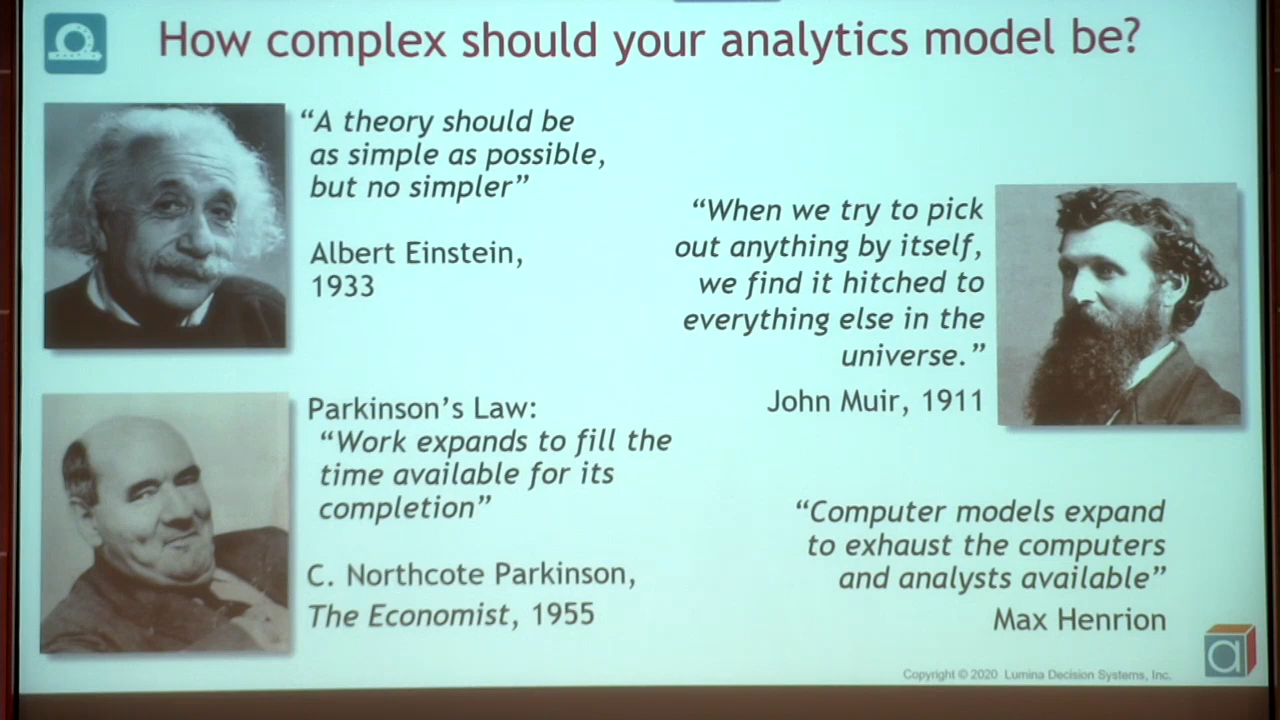 How complex should your analytics model be?
“A theory should be
as simple as possible,
but no simpler”
Albert Einstein,
1933
“When we try to pick
out anything by itself,
we find it hitched to
everything else in the
universe.”
John Muir, 1911
Parkinson’s Law:
“Work expands to fill the
time available for its
completion”
C. Northcote Parkinson,
The Economist, 1955
“Computer models expand
to exhaust the computers
and analysts available”
Max Henrion
Copyright © 2020 Lumina Decision Systems, Inc.
a